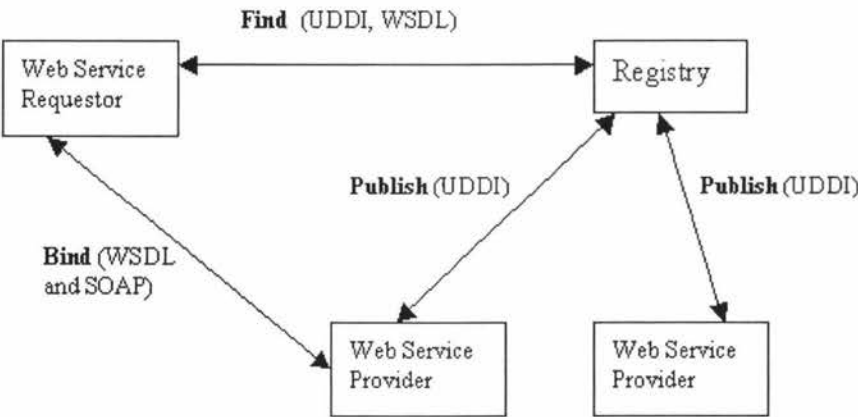 Find (UDDI, WSDL)
Web Service
Requestor
Registry
Publish (UDDI)
Publish (UDDI)
Bind (WSDL
and SOAP)
Web Service
Provider
Web Service
Provider